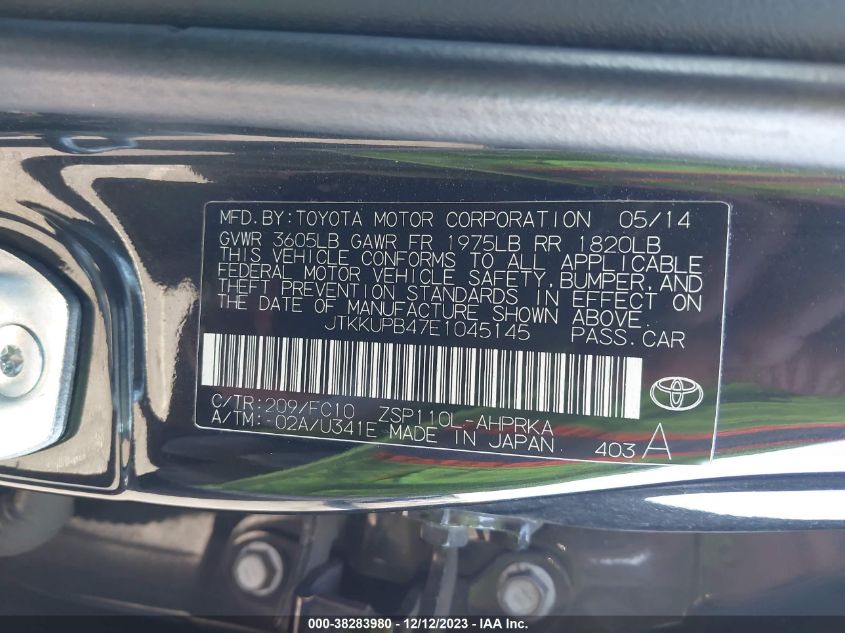 MFD.BY:TOYOTA MOTOR CORPORATION 05/14
GVWR 3605LB GAWR FR 1975LB RR 1820LB
THIS VEHICLE CONFORMS TO ALL APPLICABLE
FEDERAL MOTOR VEHICLE SAFETY,BUMPER,AND
THEFT PREVENTION STANDARDS IN EFFECT ON
THE DATE OF MANUFACTURE SHOWN ABOVE.
JTKKUPB47E1045145 PASS.CAR
C/TR:209/FC10 ZSP110L-AHPRKA
A/TM:-02A/U341E MADE IN JAPAN 403 A
000-38283980 - 12/12/2023 - IAA Inc.